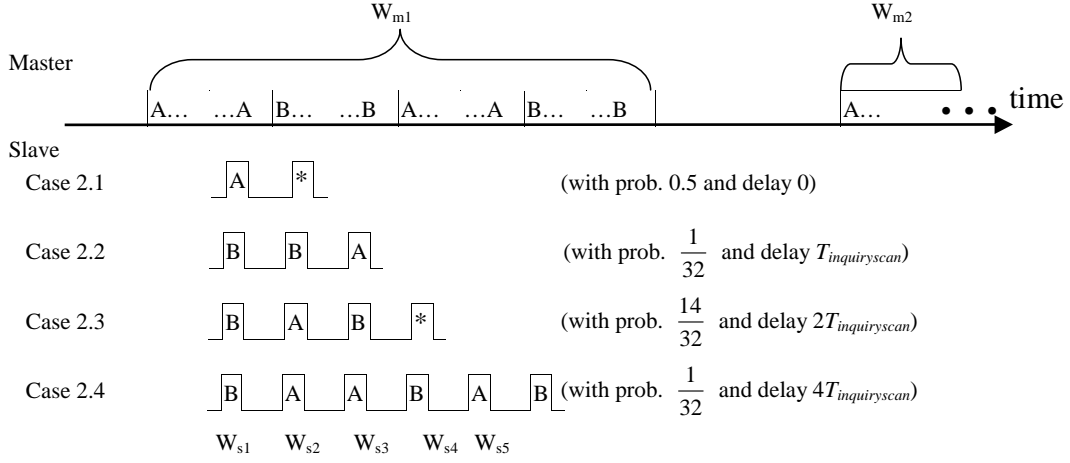 W_m1 W_m2
Master
A… …A B… …B A… …A B… …B A… • • • time
Slave
Case 2.1 A * (with prob. 0.5 and delay 0)
Case 2.2 B B A (with prob. 1/32 and delay T_inquiryscan)
Case 2.3 B A B * (with prob. 14/32 and delay 2T_inquiryscan)
Case 2.4 B A A B A B (with prob. 1/32 and delay 4T_inquiryscan)
W_s1 W_s2 W_s3 W_s4 W_s5